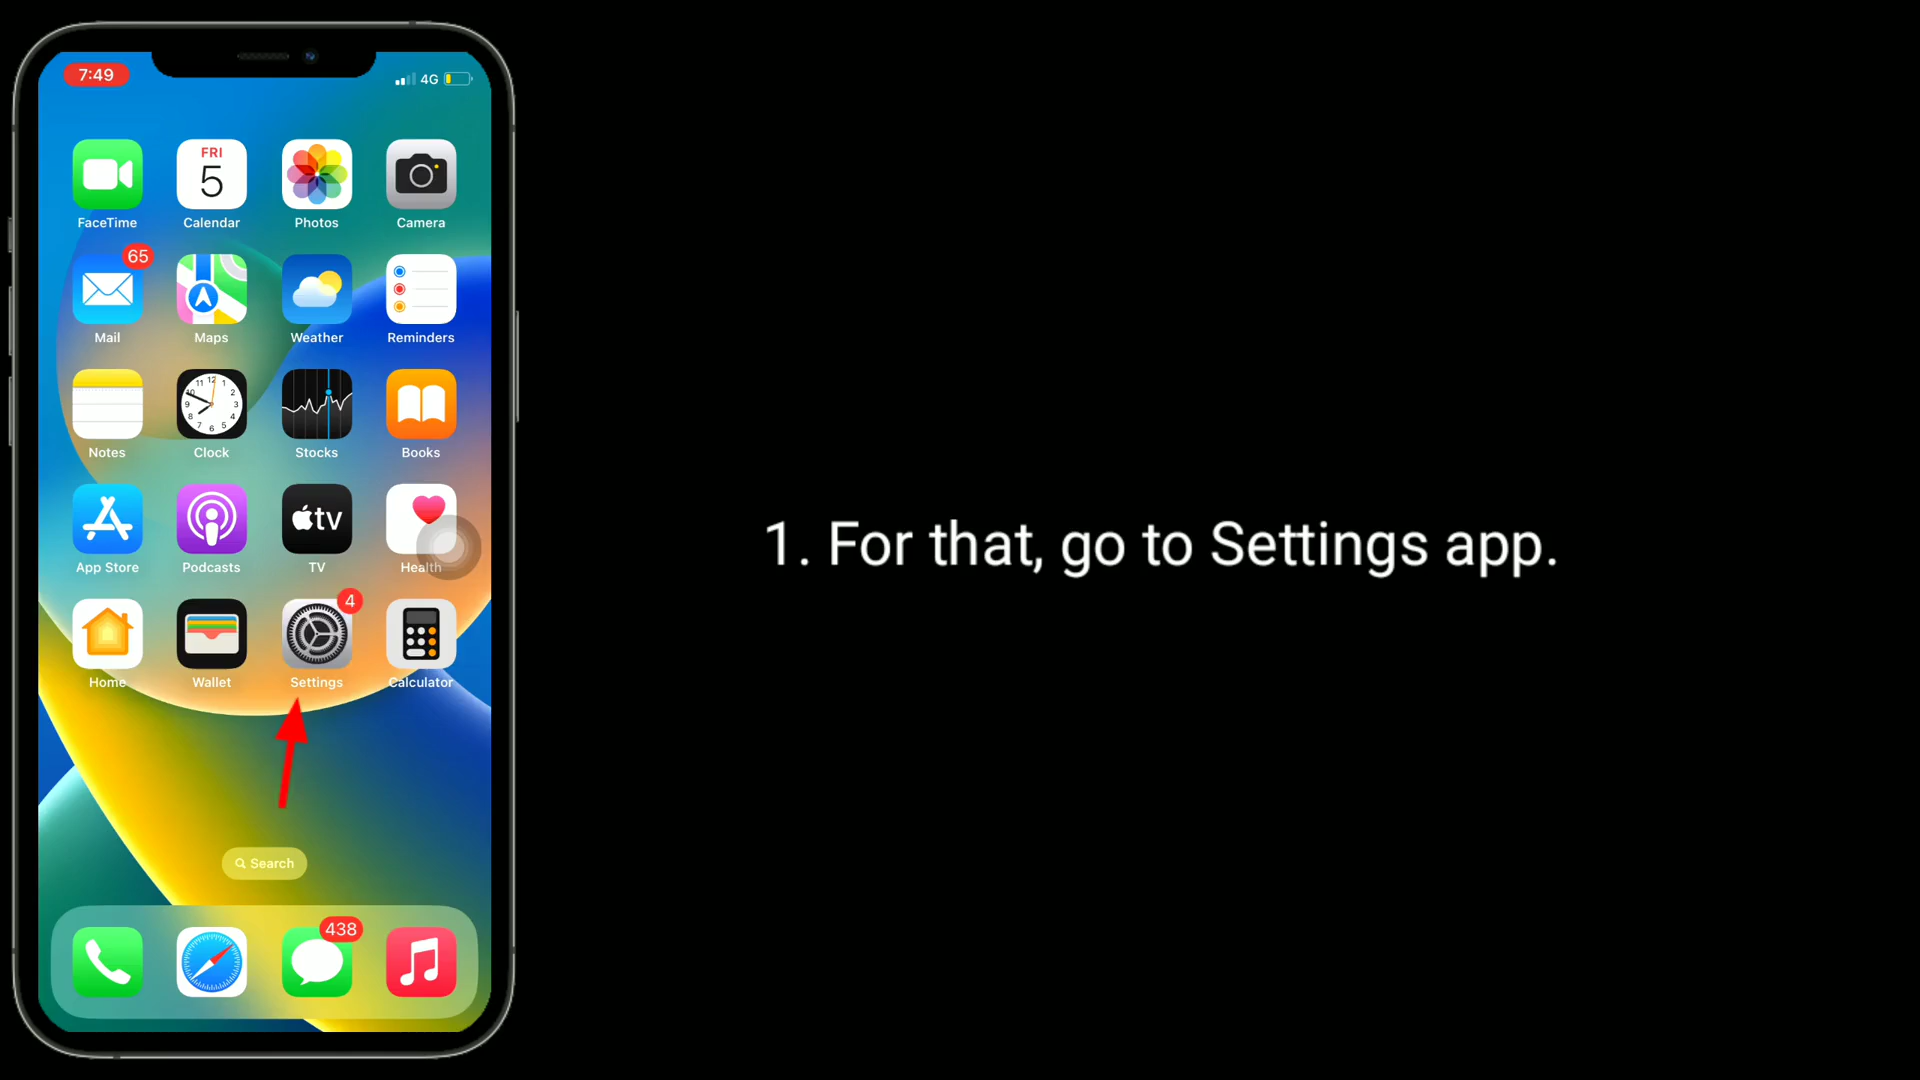 7:49
4G
FRI
5
FaceTime
Calendar
Photos
Camera
65
Mail
Maps
Weather
Reminders
Notes
Clock
Stocks
Books
tv
App Store
Podcasts
TV
Health
4
Home
Wallet
Settings
Calculator
Search
438
1. For that, go to Settings app.